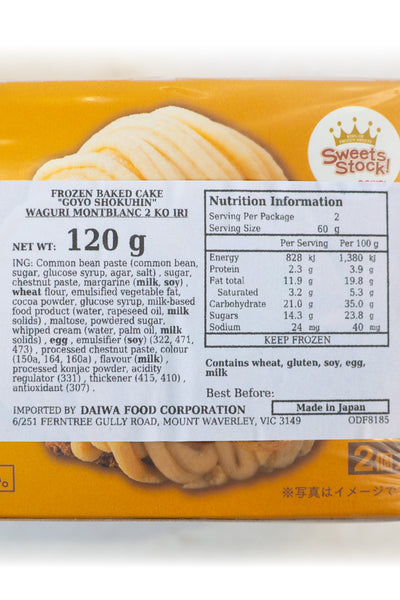 Sweets
Stock!
FROZEN BAKED CAKE
"GOYO SHOKUHIN"
WAGURI MONTBLANC 2 KO IRI
NET WT: 120 g
ING: Common bean paste (common bean,
sugar, glucose syrup, agar, salt) , sugar,
chestnut paste, margarine (milk, soy) ,
wheat flour, emulsified vegetable fat,
cocoa powder, glucose syrup, milk-based
food product (water, rapeseed oil, milk
solids) , maltose, powdered sugar,
whipped cream (water, palm oil, milk
solids) , egg , emulsifier (soy) (322, 471,
473) , processed chestnut paste, colour
(150a, 164, 160a) , flavour (milk) ,
processed konjac powder, acidity
regulator (331) , thickener (415, 410) ,
antioxidant (307) .
Nutrition Information
Serving Per Package 2
Serving Size 60 g
Per Serving Per 100 g
Energy 828 kJ 1,380 kJ
Protein 2.3 g 3.9 g
Fat total 11.9 g 19.8 g
Saturated 3.2 g 5.3 g
Carbohydrate 21.0 g 35.0 g
Sugars 14.3 g 23.8 g
Sodium 24 mg 40 mg
KEEP FROZEN
Contains wheat, gluten, soy, egg,
milk
Best Before:
IMPORTED BY DAIWA FOOD CORPORATION
Made in Japan
6/251 FERNTREE GULLY ROAD, MOUNT WAVERLEY, VIC 3149
ODF8185
2個
※写真はイメージで